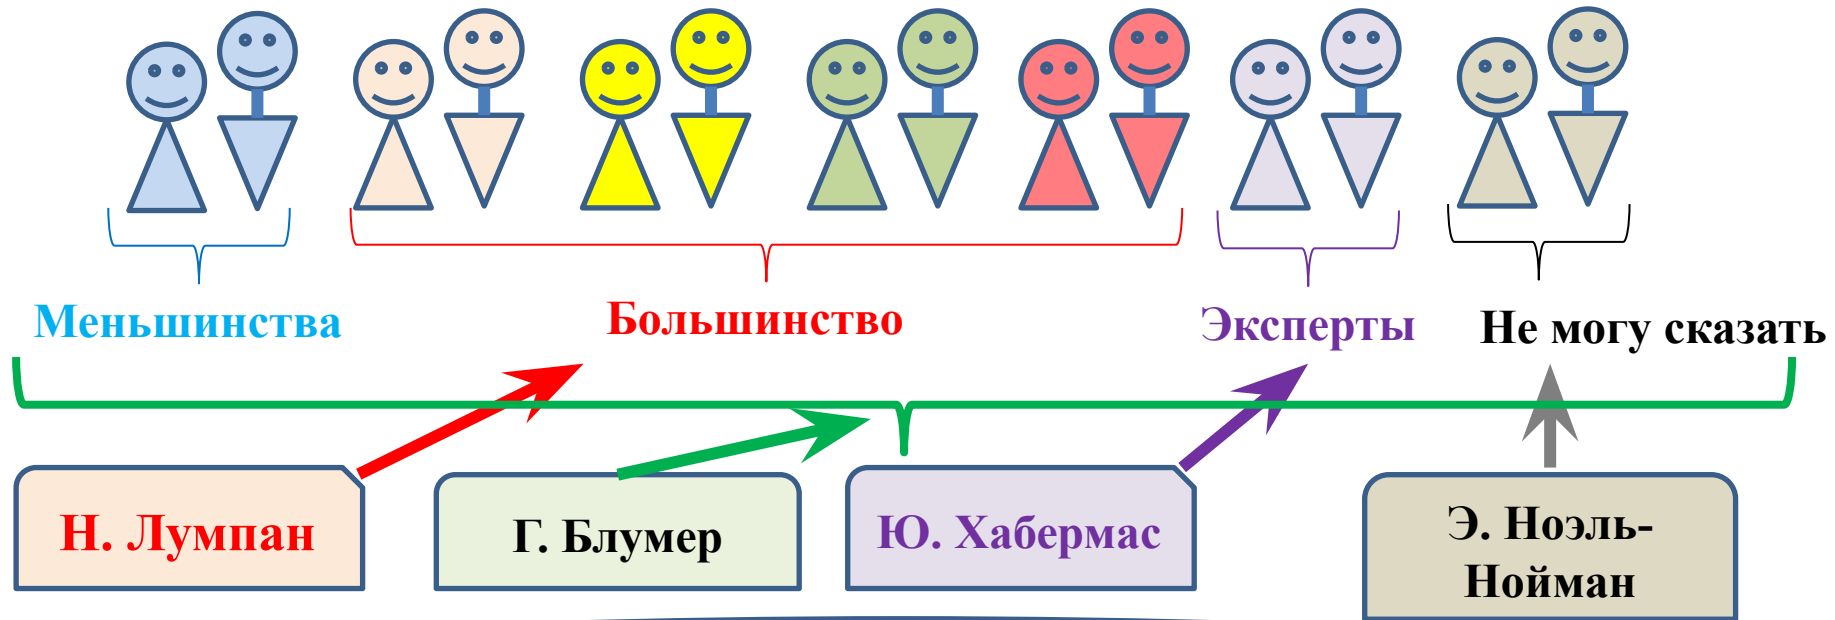 Меньшинства
Большинство
Эксперты
Не могу сказать
Н. Лумпан
Г. Блумер
Ю. Хабермас
Э. Ноэль-
Нойман